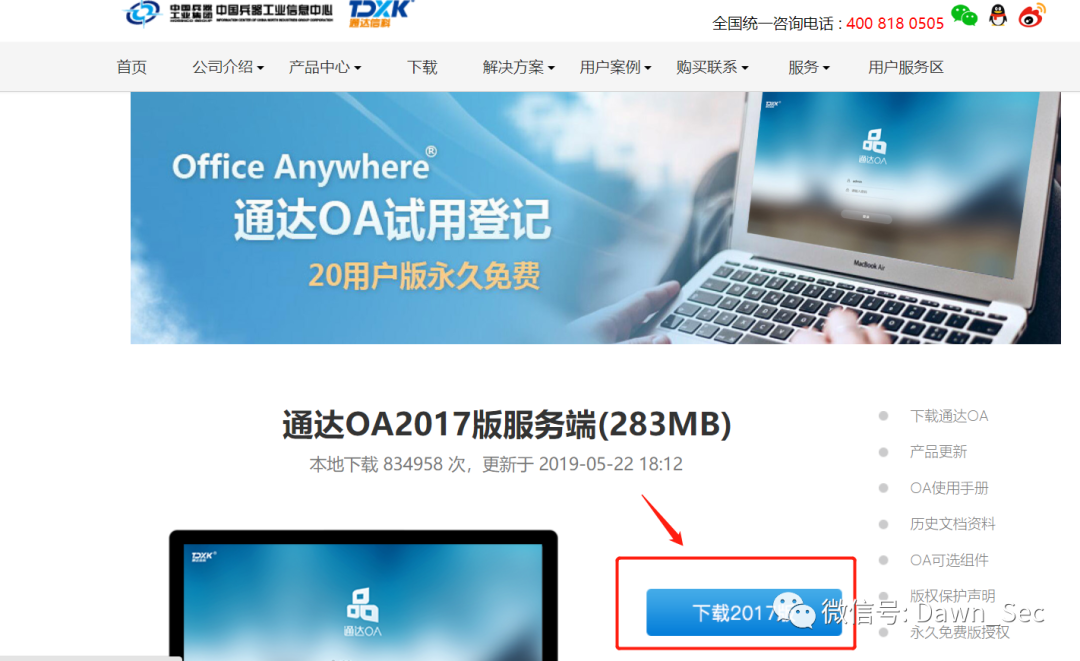 中国兵器工业集团 中国兵器工业信息中心
TDXK
通达信科
全国统一咨询电话 : 400 818 0505
首页 公司介绍 产品中心 下载 解决方案 用户案例 购买联系 服务 用户服务区
Office Anywhere®
通达OA试用登记
20用户版永久免费
通达OA
MacBook Air
通达OA2017版服务端(283MB)
本地下载 834958 次，更新于 2019-05-22 18:12
下载通达OA
产品更新
OA使用手册
历史文档资料
OA可选组件
版权保护声明
永久免费版授权
TDXK
通达OA
下载2017
微信号: Dawn_Sec